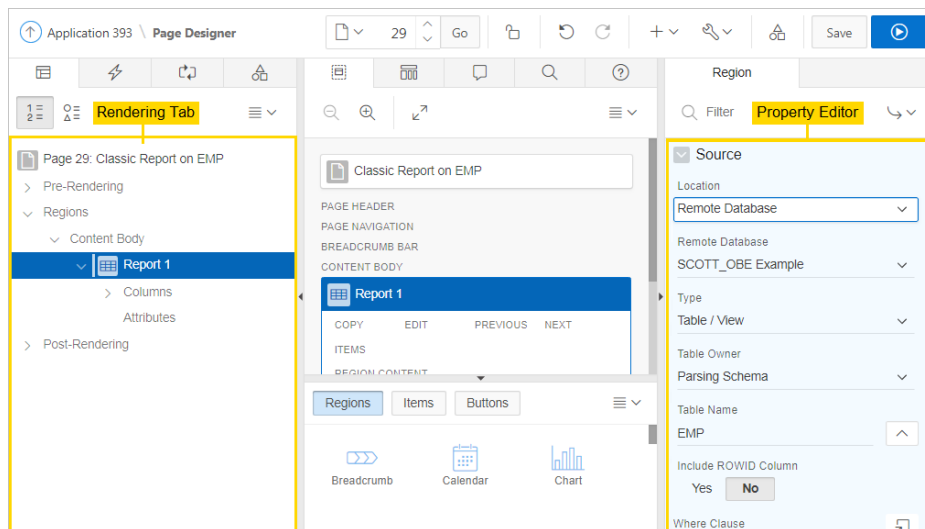 Application 393 \ Page Designer
29
Go
Save
1 =
2 =
Rendering Tab
Page 29: Classic Report on EMP
Pre-Rendering
Regions
Content Body
Report 1
Columns
Attributes
Post-Rendering
Classic Report on EMP
PAGE HEADER
PAGE NAVIGATION
BREADCRUMB BAR
CONTENT BODY
Report 1
COPY EDIT PREVIOUS NEXT
ITEMS
REGION CONTENT
Regions Items Buttons
Breadcrumb Calendar Chart
Region
Filter
Property Editor
Source
Location
Remote Database
Remote Database
SCOTT_OBE Example
Type
Table / View
Table Owner
Parsing Schema
Table Name
EMP
Include ROWID Column
Yes No
Where Clause